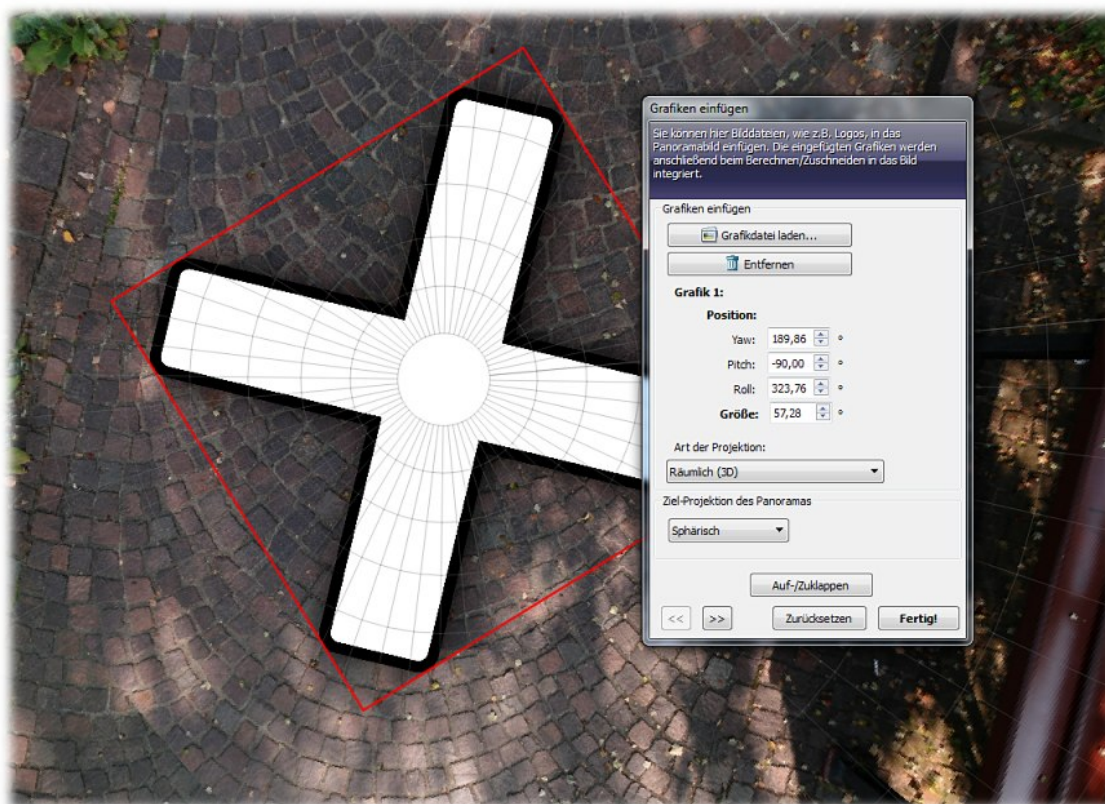 Grafiken einfügen
Sie können hier Bilddateien, wie z.B. Logos, in das
Panoramabild einfügen. Die eingefügten Grafiken werden
anschließend beim Berechnen/Zuschneiden in das Bild
integriert.
Grafiken einfügen
Grafikdatei laden...
Entfernen
Grafik 1:
Position:
Yaw: 189,86 °
Pitch: -90,00 °
Roll: 323,76 °
Größe: 57,28 °
Art der Projektion:
Räumlich (3D)
Ziel-Projektion des Panoramas
Sphärisch
Auf-/Zuklappen
<< >> Zurücksetzen Fertig!